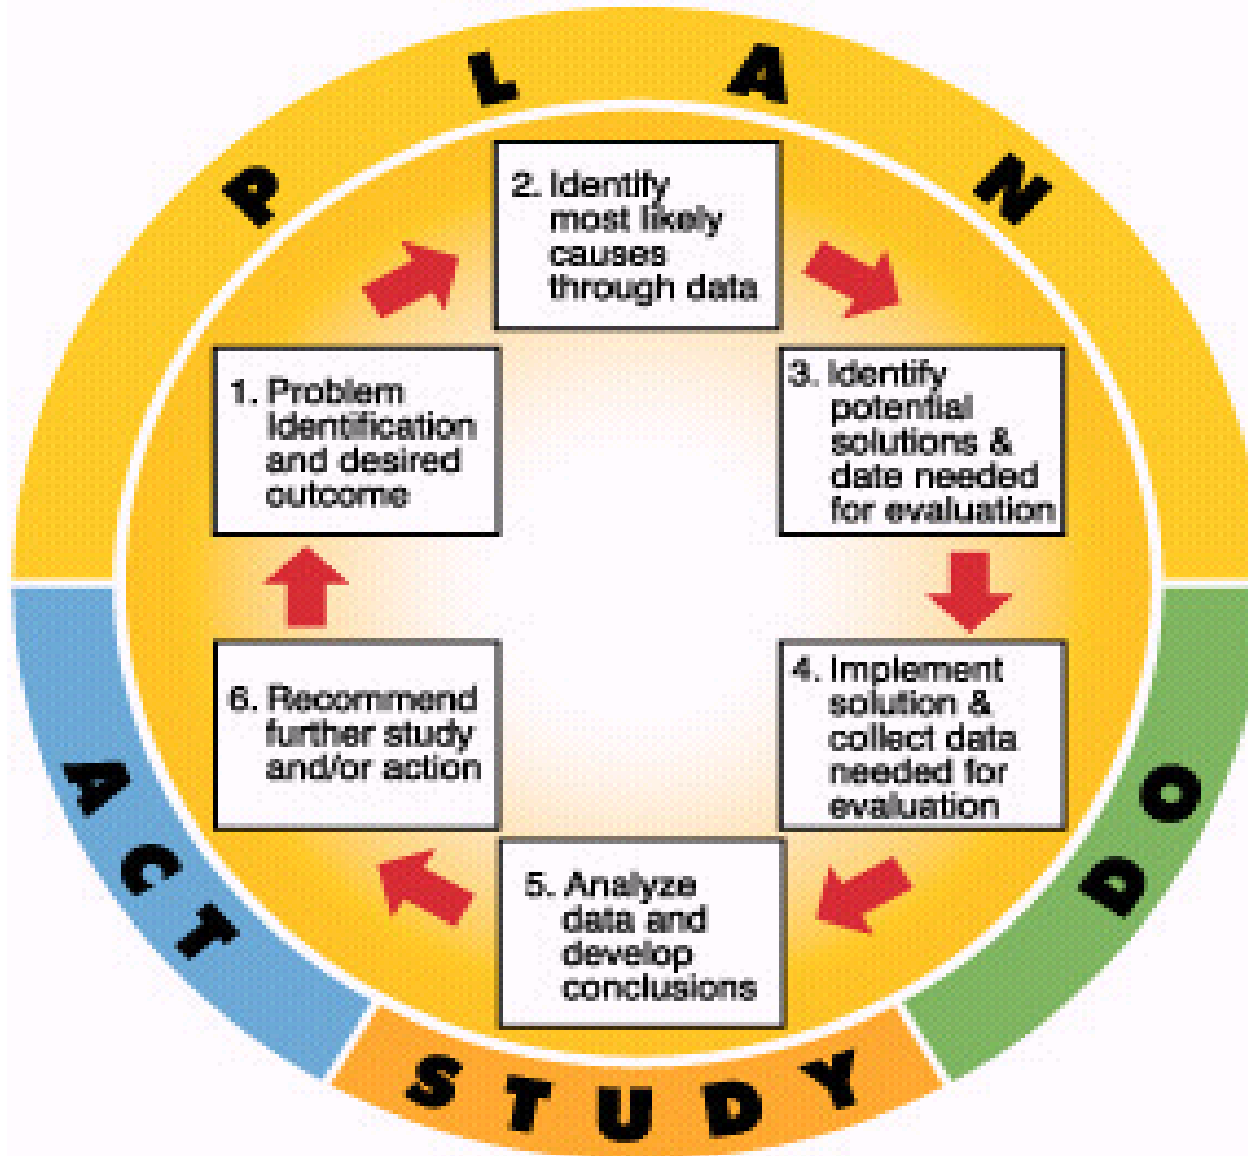 PLAN
2. Identify
most likely
causes
through data
1. Problem
Identification
and desired
outcome
3. Identify
potential
solutions &
date needed
for evaluation
6. Recommend
further study
and/or action
4. Implement
solution &
collect data
needed for
evaluation
5. Analyze
data and
develop
conclusions
ACT
DO
STUDY